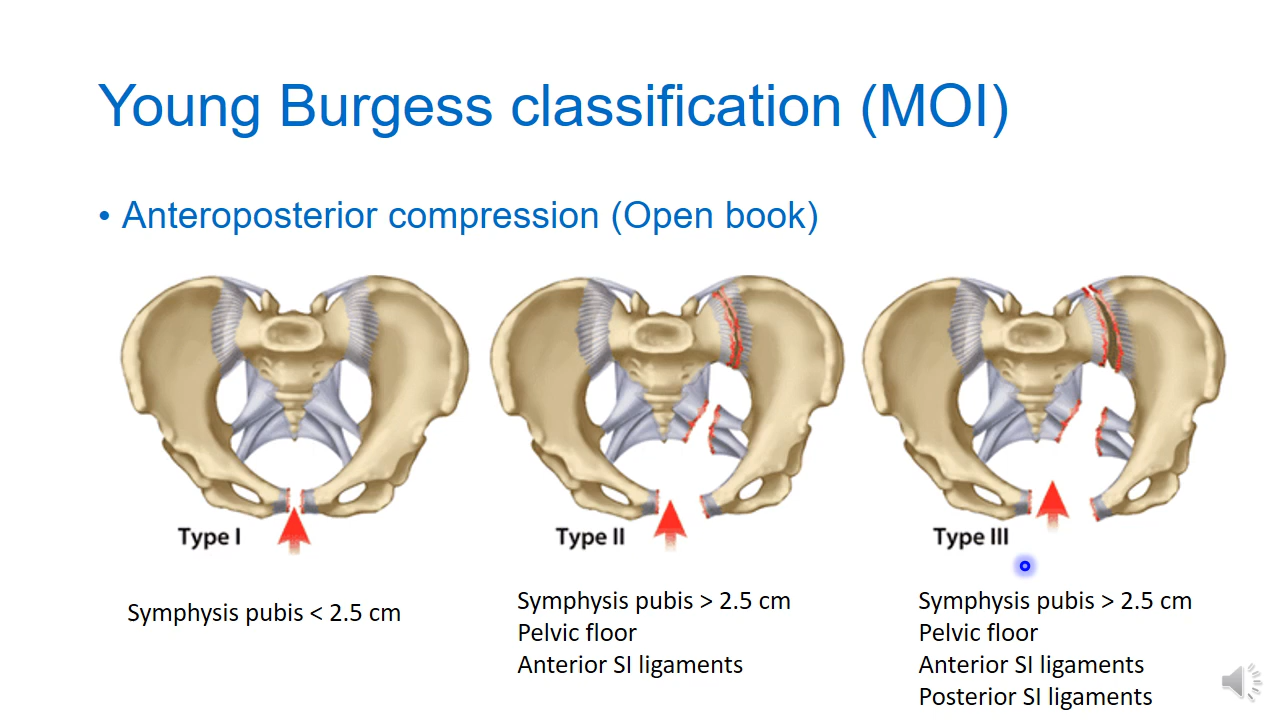 Young Burgess classification (MOI)
• Anteroposterior compression (Open book)
Type I
Type II
Type III
Symphysis pubis < 2.5 cm
Symphysis pubis > 2.5 cm
Pelvic floor
Anterior SI ligaments
Symphysis pubis > 2.5 cm
Pelvic floor
Anterior SI ligaments
Posterior SI ligaments